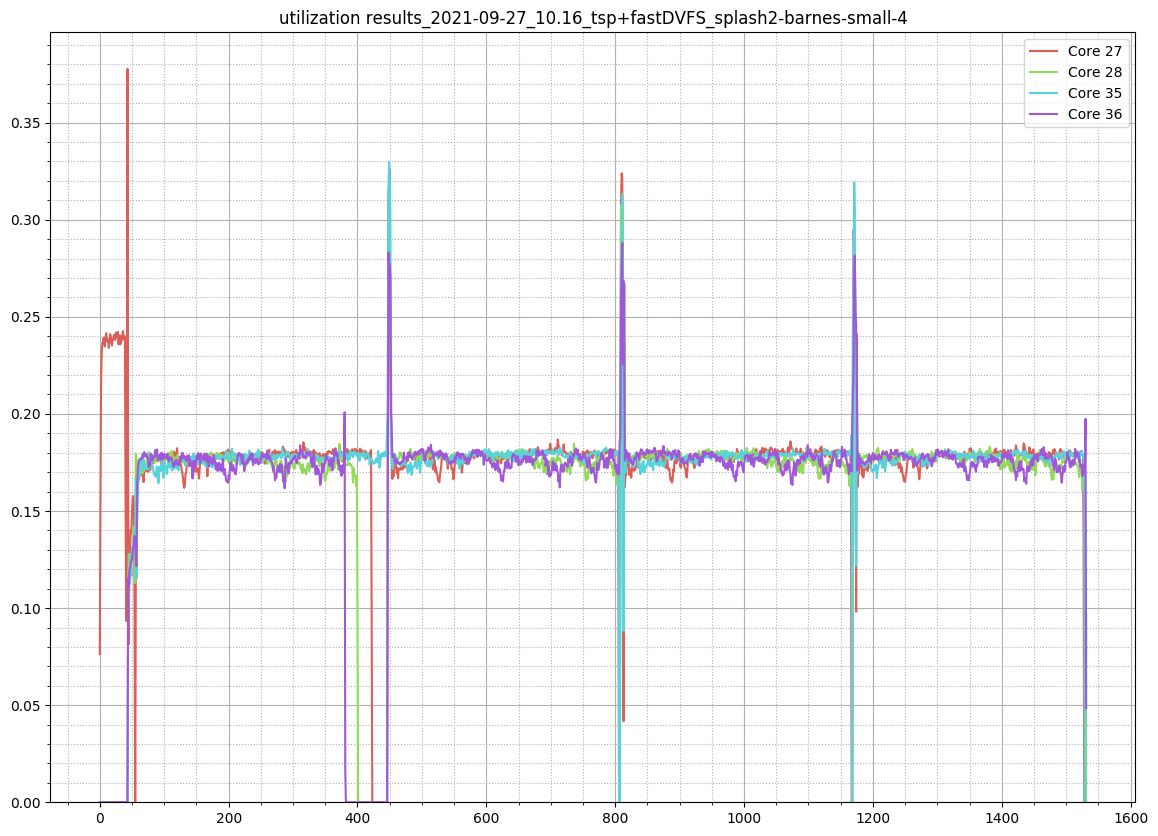 utilization results_2021-09-27_10.16_tsp+fastDVFS_splash2-barnes-small-4
Core 27
Core 28
Core 35
Core 36
0.35
0.30
0.25
0.20
0.15
0.10
0.05
0.00
0 200 400 600 800 1000 1200 1400 1600